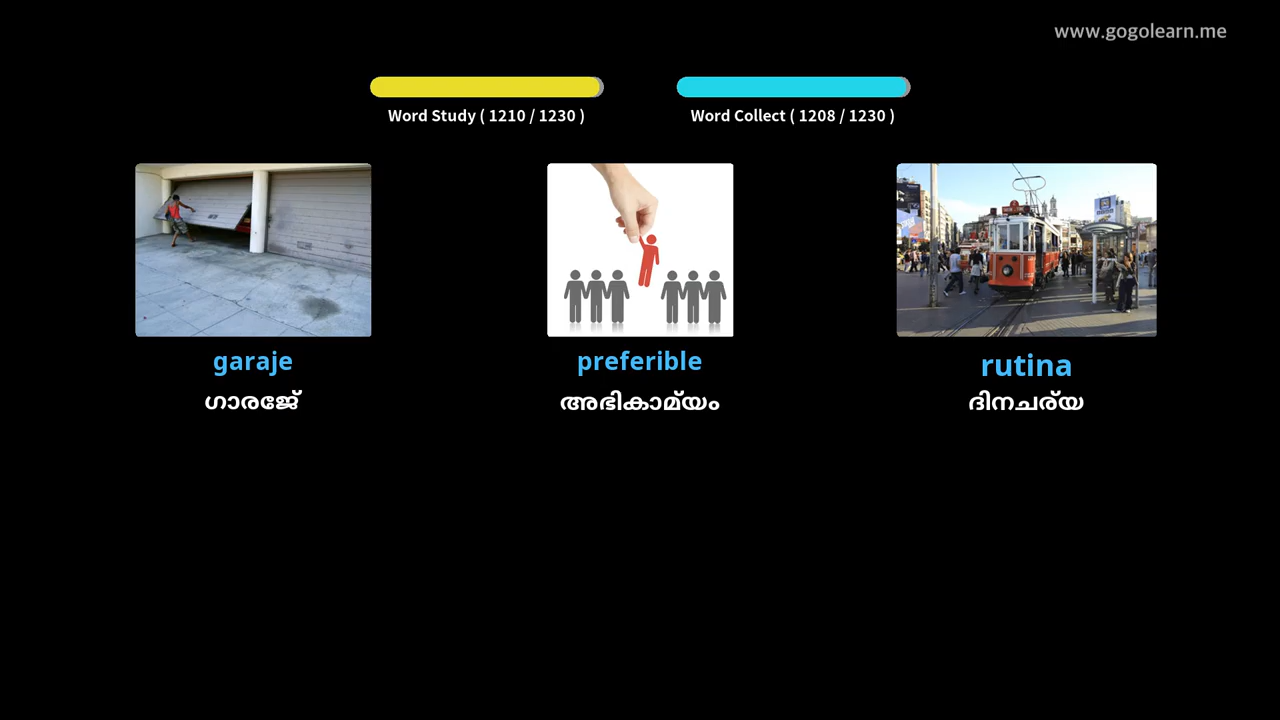 www.gogolearn.me
Word Study ( 1210 / 1230 )
Word Collect ( 1208 / 1230 )
garaje
preferible
rutina
ഗാരജേ്
അഭികാമ്യം
ദിനചര്യ